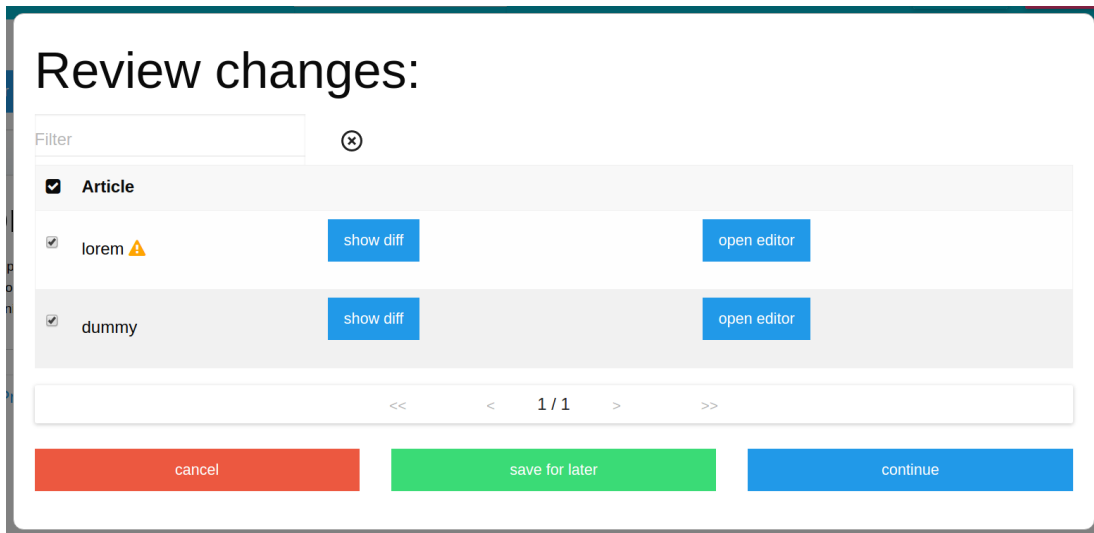 Review changes:
Filter
Article
lorem
show diff
open editor
dummy
show diff
open editor
<< < 1 / 1 > >>
cancel
save for later
continue